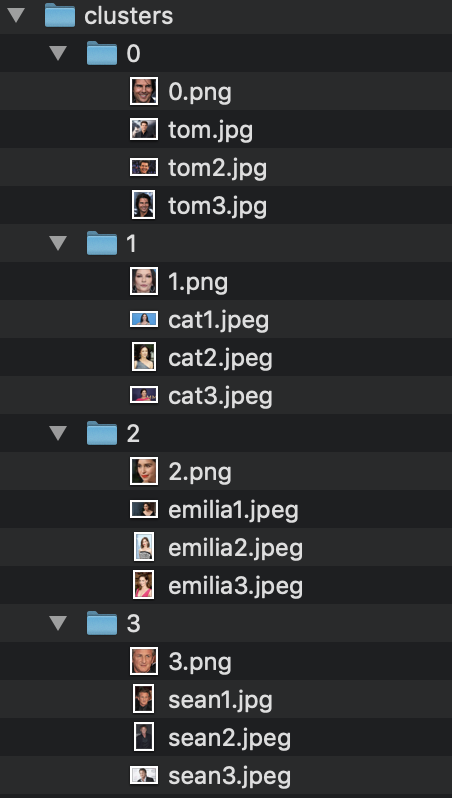 clusters
0
0.png
tom.jpg
tom2.jpg
tom3.jpg
1
1.png
cat1.jpeg
cat2.jpeg
cat3.jpeg
2
2.png
emilia1.jpeg
emilia2.jpeg
emilia3.jpeg
3
3.png
sean1.jpg
sean2.jpeg
sean3.jpeg